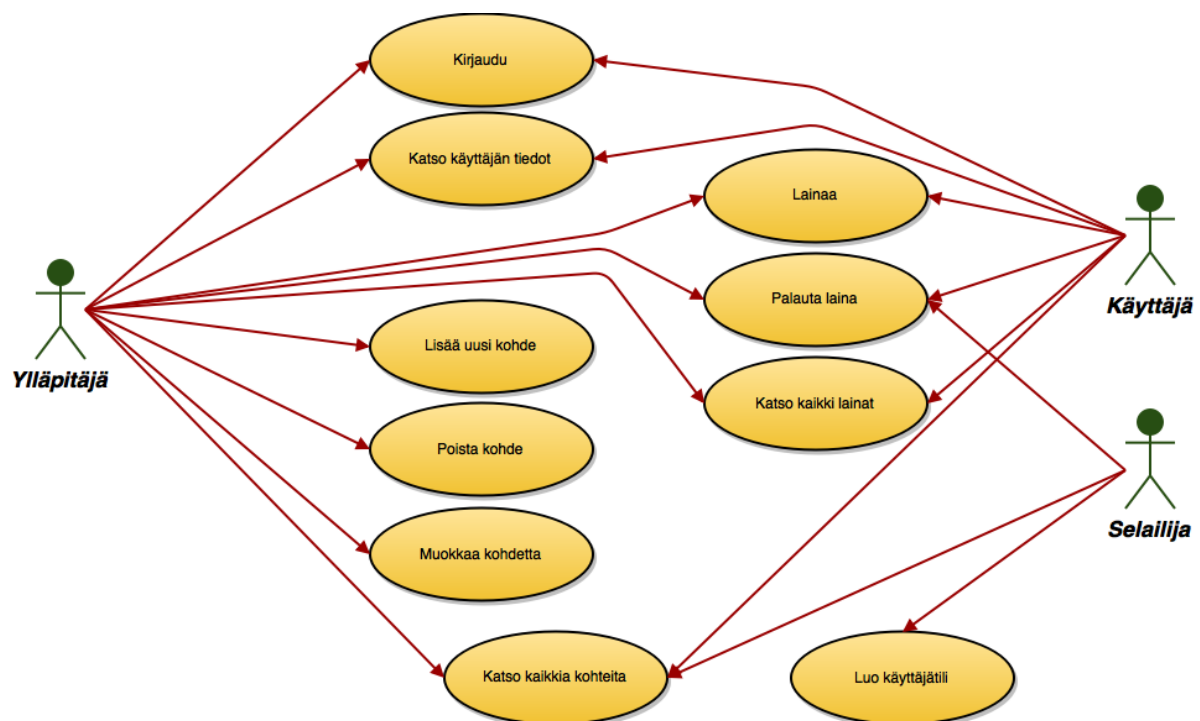 Kirjaudu
Katso käyttäjän tiedot
Lainaa
Käyttäjä
Palauta laina
Ylläpitäjä
Lisää uusi kohde
Katso kaikki lainat
Poista kohde
Selailija
Muokkaa kohdetta
Katso kaikkia kohteita
Luo käyttäjätili